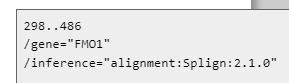 298..486
/gene="FMO1"
/inference="alignment:Splign:2.1.0"